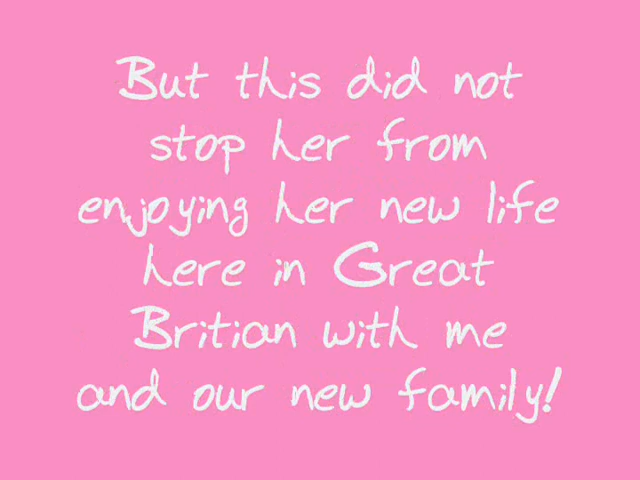 But this did not
stop her from
enjoying her new life
here in Great
Britian with me
and our new family!